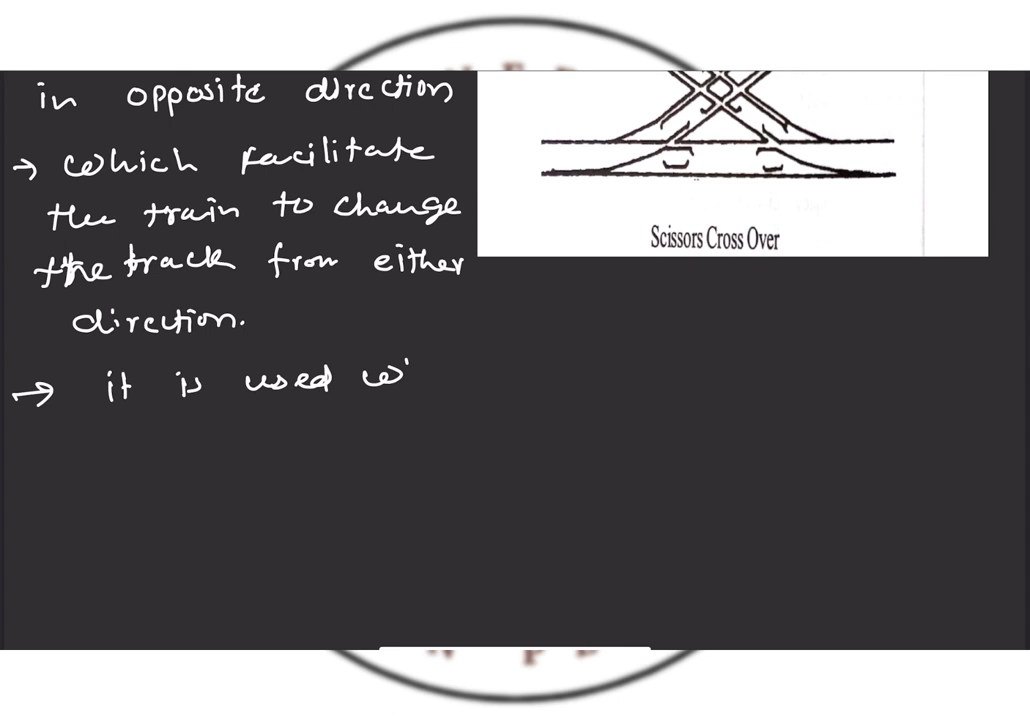 in opposite direction
→ which facilitate
the train to change
the track from either
direction.
→ it is used
Scissors Cross Over